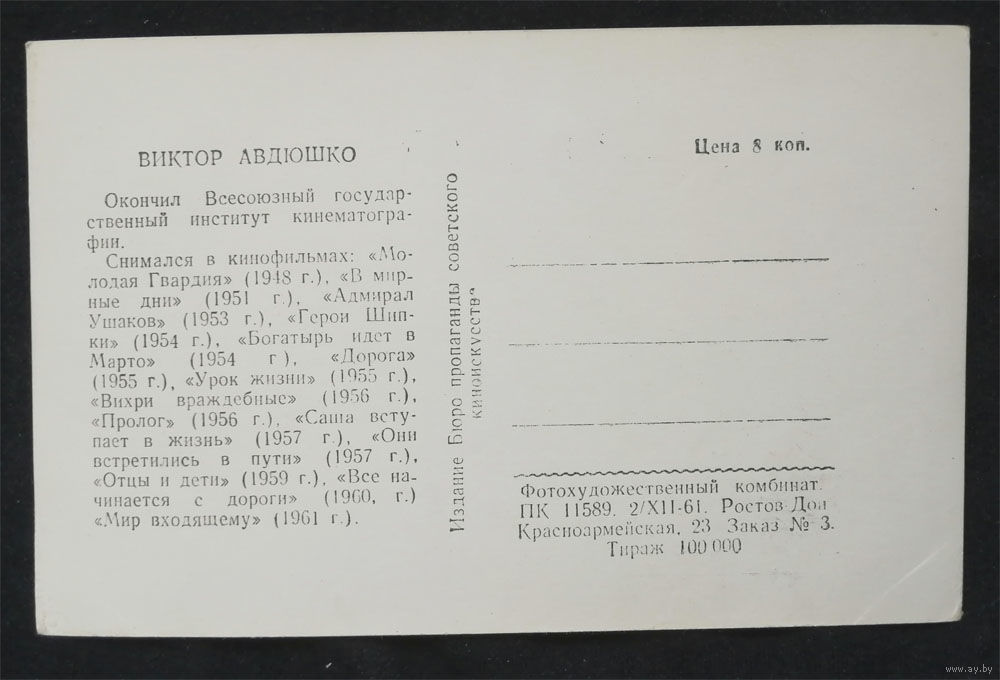 ВИКТОР АВДЮШКО
Окончил Всесоюзный государ-
ственный институт кинематогра-
фии.
Снимался в кинофильмах: «Мо-
лодая Гвардия» (1948 г.), «В мир-
ные дни» (1951 г.), «Адмирал
Ушаков» (1953 г.), «Герои Шип-
ки» (1954 г.), «Богатырь идет в
Марто» (1954 г ), «Дорога»
(1955 г.), «Урок жизни» (1955 г.),
«Вихри враждебные» (1956 г.),
«Пролог» (1956 г.), «Саша всту-
пает в жизнь» (1957 г.), «Они
встретились в пути» (1957 г.),
«Отцы и дети» (1959 г.), «Все на-
чинается с дороги» (1960, г.)
«Мир входящему» (1961 г.).
Издание Бюро пропаганды советского
киноискусства
Цена 8 коп.
Фотохудожественный комбинат.
ПК 11589. 2/XII-61. Ростов-Дон
Красноармейская, 23 Заказ № 3.
Тираж 100 000
www.ay.by